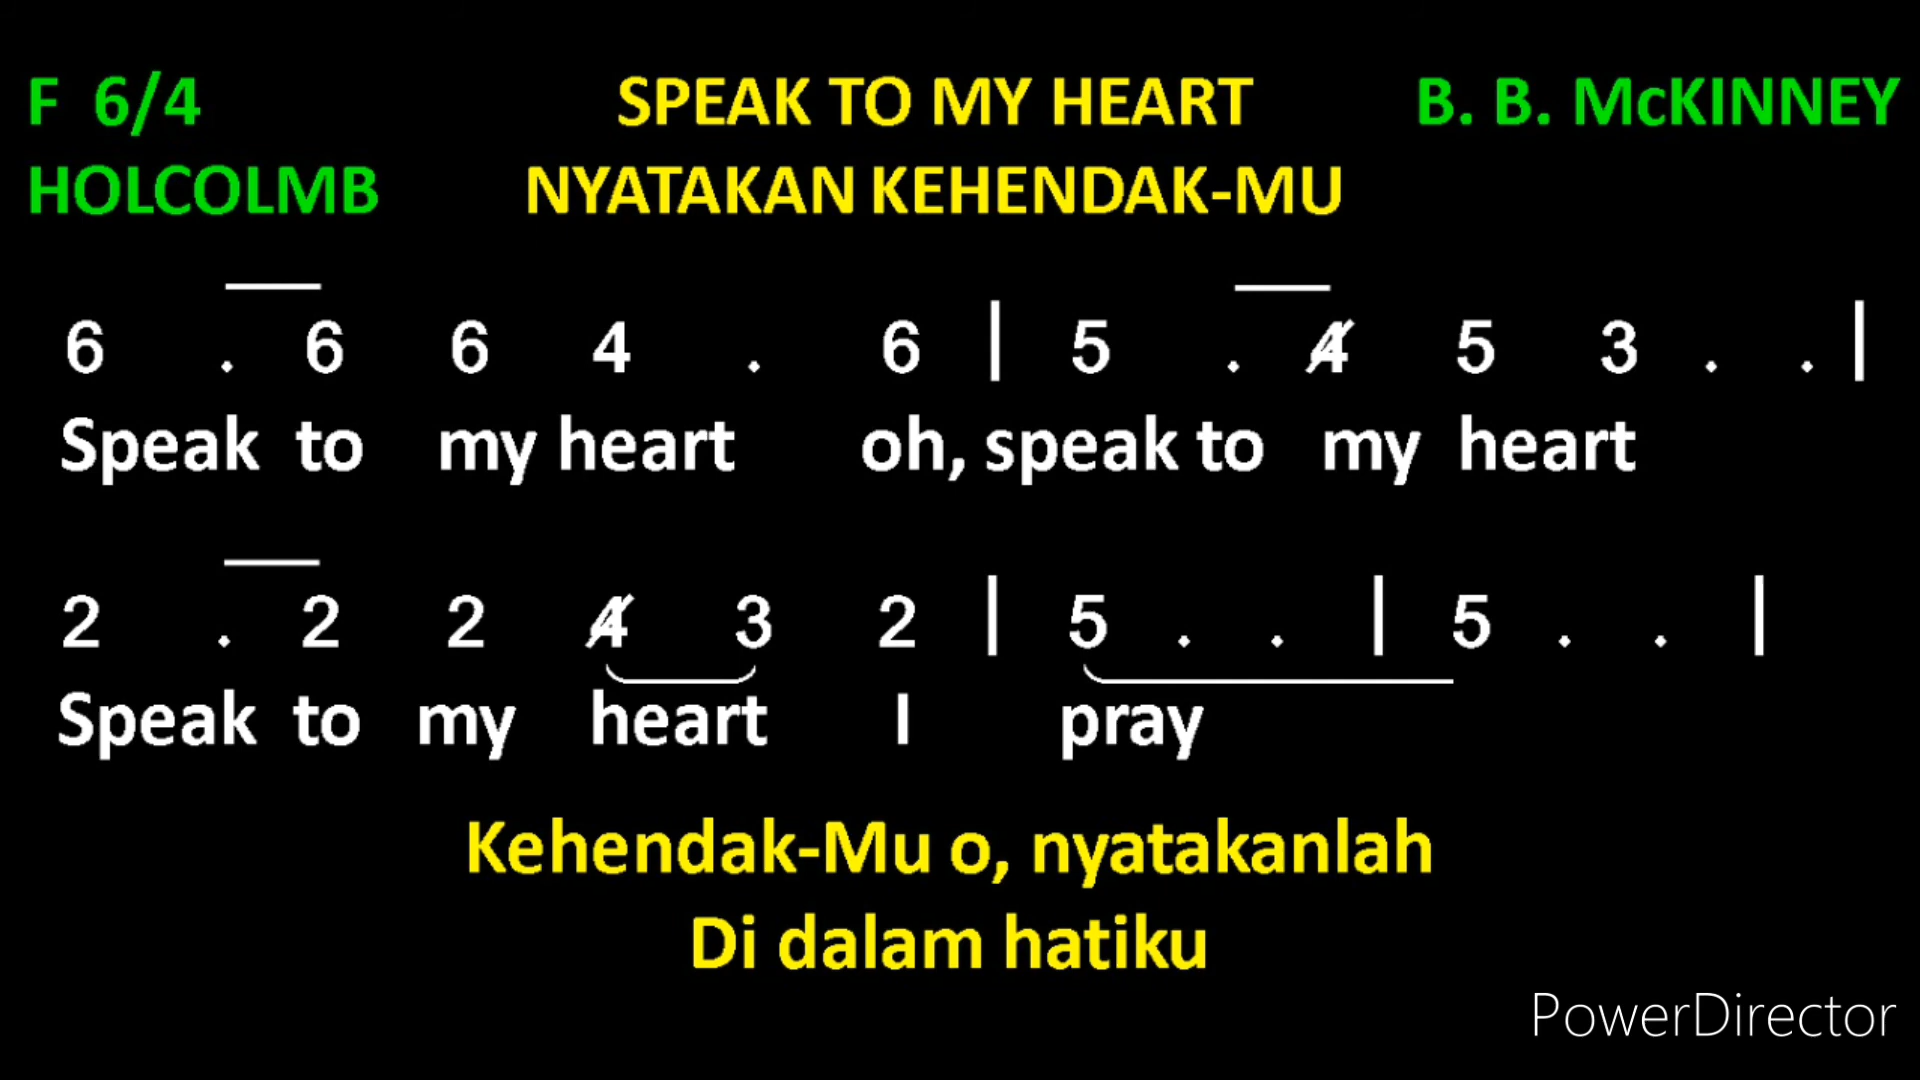 F 6/4 SPEAK TO MY HEART B. B. McKINNEY
HOLCOLMB NYATAKAN KEHENDAK-MU
6 . 6 6 4 . 6 | 5 . 4̸ 5 3 . . |
Speak to my heart oh, speak to my heart
2 . 2 2 4̸ 3 2 | 5 . . | 5 . . |
Speak to my heart I pray
Kehendak-Mu o, nyatakanlah
Di dalam hatiku
PowerDirector